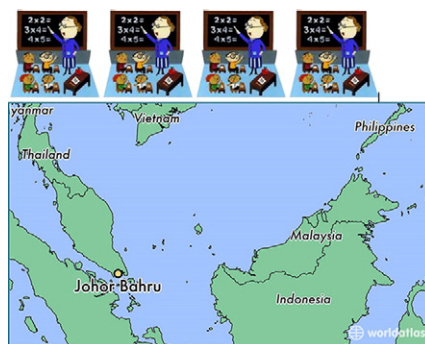 2x2= 2x2= 2x2= 2x2=
3x4= 3x4= 3x4= 3x4=
4x5= 4x5= 4x5= 4x5=
yanmar
Vietnam
Philippines
Thailand
Malaysia
Johor Bahru
Indonesia
worldatlas